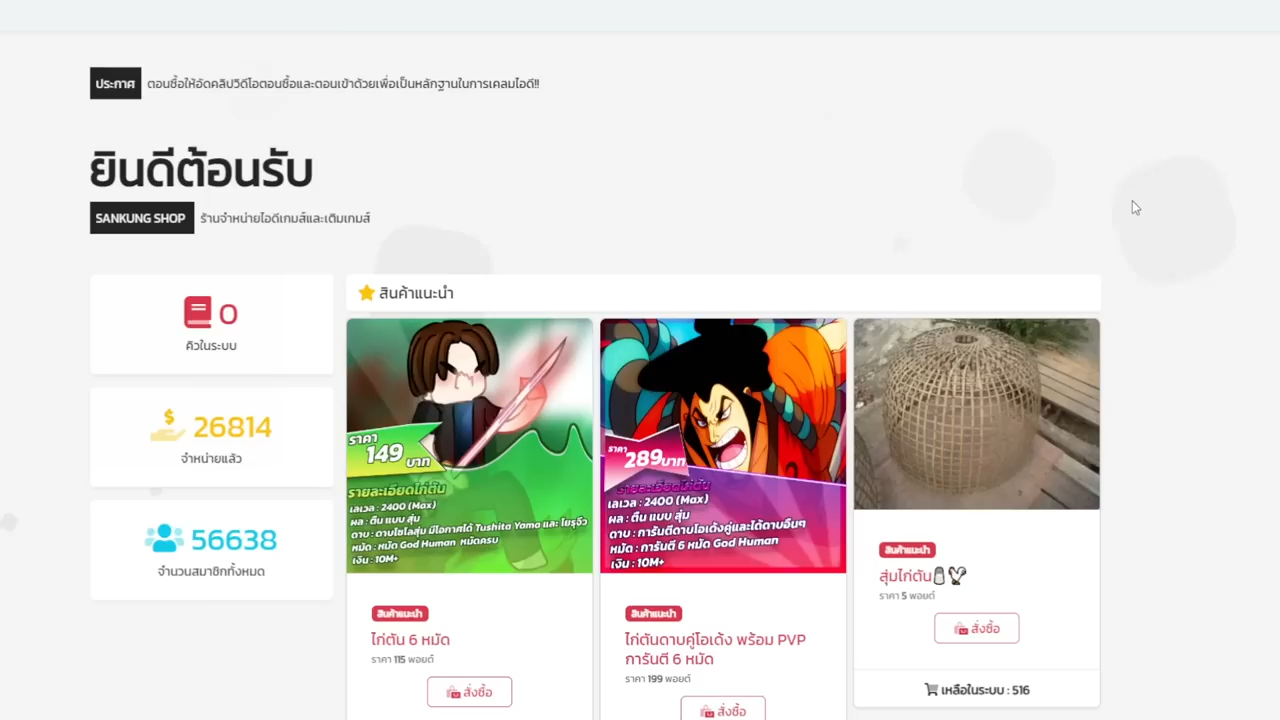 ประกาศ ตอนซื้อให้อัดคลิปวีดีโอตอนซื้อและตอนเข้าด้วยเพื่อเป็นหลักฐานในการเคลมไอดี!!
ยินดีต้อนรับ
SANKUNG SHOP ร้านจำหน่ายไอดีเกมส์และเติมเกมส์
0
คิวในระบบ
26814
จำหน่ายแล้ว
56638
จำนวนสมาชิกทั้งหมด
สินค้าแนะนำ
ราคา
149 บาท
รายละเอียดไก่ตัน
เลเวล : 2400 (Max)
ผล : ตื่น แบบ สุ่ม
ดาบ : ดาบโซโลสุ่ม มีโอกาสได้ Tushita Yama และ โยรุจิ๋ว
หมัด : หมัด God Human หมัดครบ
เงิน : 10M+
สินค้าแนะนำ
ไก่ตัน 6 หมัด
ราคา 115 พอยต์
สั่งซื้อ
ราคา
289บาท
รายละเอียดไก่ตัน
เลเวล : 2400 (Max)
ผล : ตื่น แบบ สุ่ม
ดาบ : การันตีดาบโอเด้งคู่และได้ดาบอื่นๆ
หมัด : การันตี 6 หมัด God Human
เงิน : 10M+
สินค้าแนะนำ
ไก่ตันดาบคู่โอเด้ง พร้อม PVP
การันตี 6 หมัด
ราคา 199 พอยต์
สั่งซื้อ
สินค้าแนะนำ
สุ่มไก่ตัน
ราคา 5 พอยต์
สั่งซื้อ
เหลือในระบบ : 516